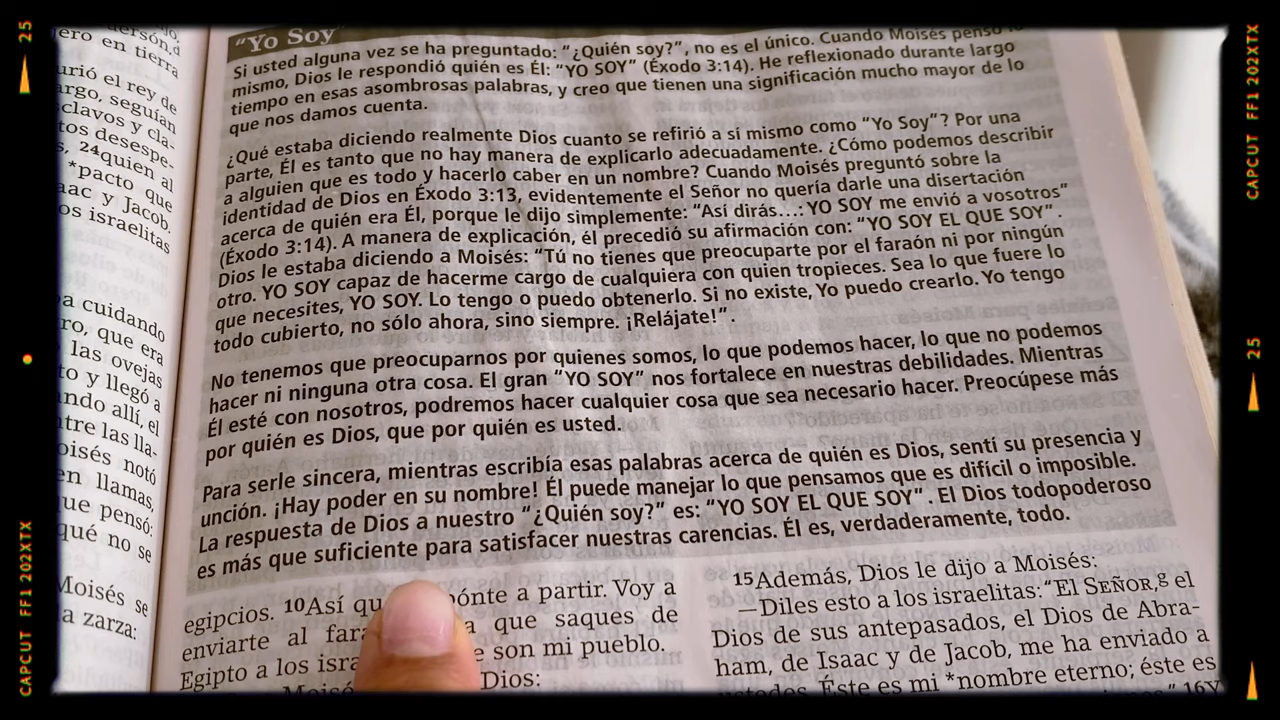 CAPCUT FF1 202XTX
25
CAPCUT FF1 202XTX
25
ero en tierra
urió el rey de
argo, seguían
sclavos y cla-
tos desespe-
s, 24quien al
*pacto que
aac y Jacob.
os israelitas
a cuidando
ro, que era
las ovejas
to y llegó a
ndo allí, el
tre las lla-
oisés notó
en llamas,
que pensó:
qué no se
Moisés se
a zarza:
"Yo Soy"
Si usted alguna vez se ha preguntado: "¿Quién soy?", no es el único. Cuando Moisés pensó lo
mismo, Dios le respondió quién es Él: "YO SOY" (Éxodo 3:14). He reflexionado durante largo
tiempo en esas asombrosas palabras, y creo que tienen una significación mucho mayor de lo
que nos damos cuenta.
¿Qué estaba diciendo realmente Dios cuanto se refirió a sí mismo como "Yo Soy"? Por una
parte, Él es tanto que no hay manera de explicarlo adecuadamente. ¿Cómo podemos describir
a alguien que es todo y hacerlo caber en un nombre? Cuando Moisés preguntó sobre la
identidad de Dios en Éxodo 3:13, evidentemente el Señor no quería darle una disertación
acerca de quién era Él, porque le dijo simplemente: "Así dirás...: YO SOY me envió a vosotros"
(Éxodo 3:14). A manera de explicación, él precedió su afirmación con: "YO SOY EL QUE SOY" .
Dios le estaba diciendo a Moisés: "Tú no tienes que preocuparte por el faraón ni por ningún
otro. YO SOY capaz de hacerme cargo de cualquiera con quien tropieces. Sea lo que fuere lo
que necesites, YO SOY. Lo tengo o puedo obtenerlo. Si no existe, Yo puedo crearlo. Yo tengo
todo cubierto, no sólo ahora, sino siempre. ¡Relájate!".
No tenemos que preocuparnos por quienes somos, lo que podemos hacer, lo que no podemos
hacer ni ninguna otra cosa. El gran "YO SOY" nos fortalece en nuestras debilidades. Mientras
Él esté con nosotros, podremos hacer cualquier cosa que sea necesario hacer. Preocúpese más
por quién es Dios, que por quién es usted.
Para serle sincera, mientras escribía esas palabras acerca de quién es Dios, sentí su presencia y
unción. ¡Hay poder en su nombre! Él puede manejar lo que pensamos que es difícil o imposible.
La respuesta de Dios a nuestro "¿Quién soy?" es: "YO SOY EL QUE SOY" . El Dios todopoderoso
es más que suficiente para satisfacer nuestras carencias. Él es, verdaderamente, todo.
egipcios. 10Así qu pónte a partir. Voy a
enviarte al fara a que saques de
Egipto a los isra e son mi pueblo.
Moisé Dios:
15Además, Dios le dijo a Moisés:
—Diles esto a los israelitas: "El SEÑOR,g el
Dios de sus antepasados, el Dios de Abra-
ham, de Isaac y de Jacob, me ha enviado a
ustedes. Éste es mi *nombre eterno; éste es
16Y
CAPCUT FF1 202XTX
25